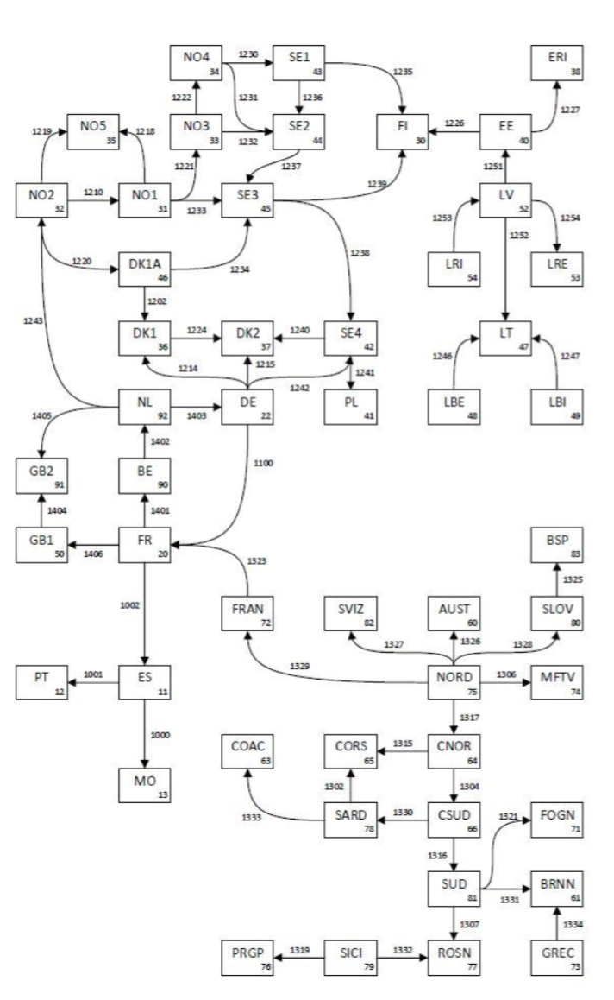 NO4 34
1230
SE1 43
1235
ERI 38
1222
1231
1236
1227
1219
NO5 35
1218
NO3 33
1232
SE2 44
FI 30
1226
EE 40
1221
1237
1251
NO2 32
1210
NO1 31
1233
SE3 45
1239
LV 52
1253
1254
1252
1220
DK1A 46
1234
1238
LRI 54
LRE 53
1202
1243
DK1 36
1224
DK2 37
1240
SE4 42
LT 47
1246
1247
1214
1215
1242
1241
NL 92
1403
DE 22
PL 41
LBE 48
LBI 49
1405
1402
1100
GB2 91
BE 90
1404
1401
GB1 50
1406
FR 20
BSP 83
1323
1325
1002
FRAN 72
SVIZ 82
AUST 60
SLOV 80
1327
1326
1328
1329
PT 12
1001
ES 11
NORD 75
1306
MFTV 74
1317
1000
COAC 63
CORS 65
1315
CNOR 64
MO 13
1302
1304
1333
SARD 78
1330
CSUD 66
1321
FOGN 71
1316
SUD 81
1331
BRNN 61
1307
1334
PRGP 76
1319
SICI 79
1332
ROSN 77
GREC 73